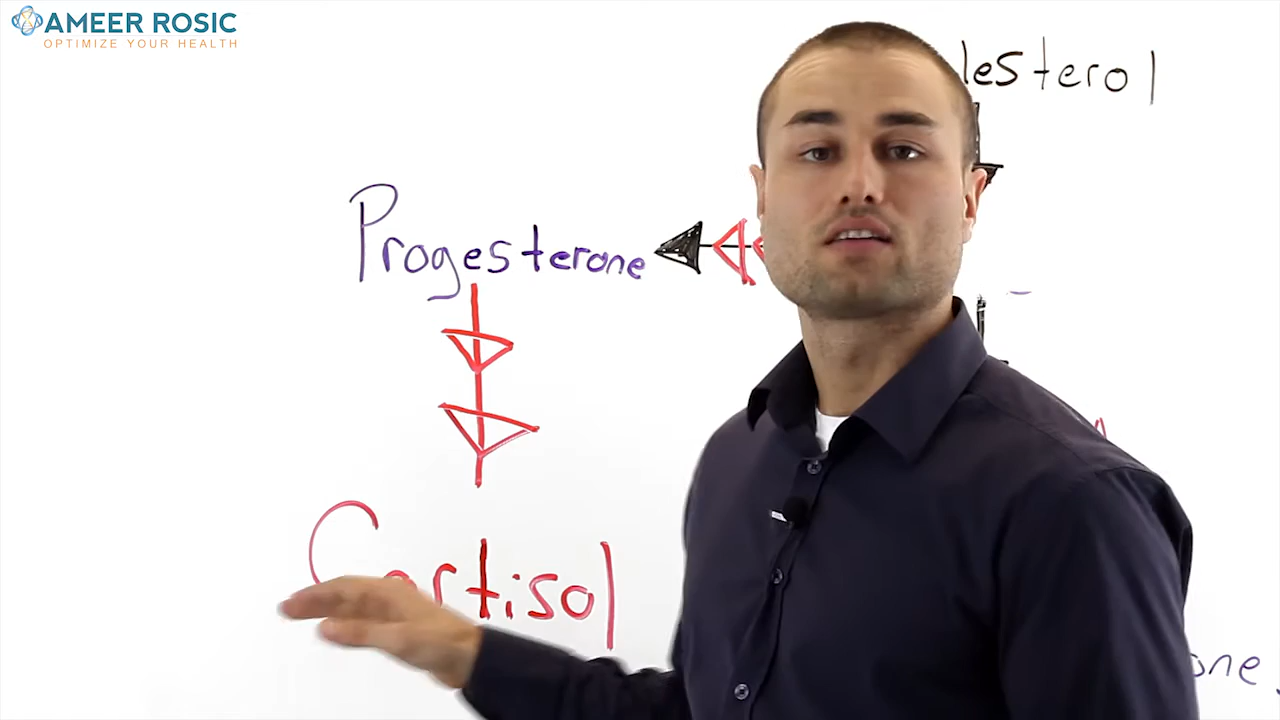 AMEER ROSIC
OPTIMIZE YOUR HEALTH
lesterol
Progesterone
Cortisol
one